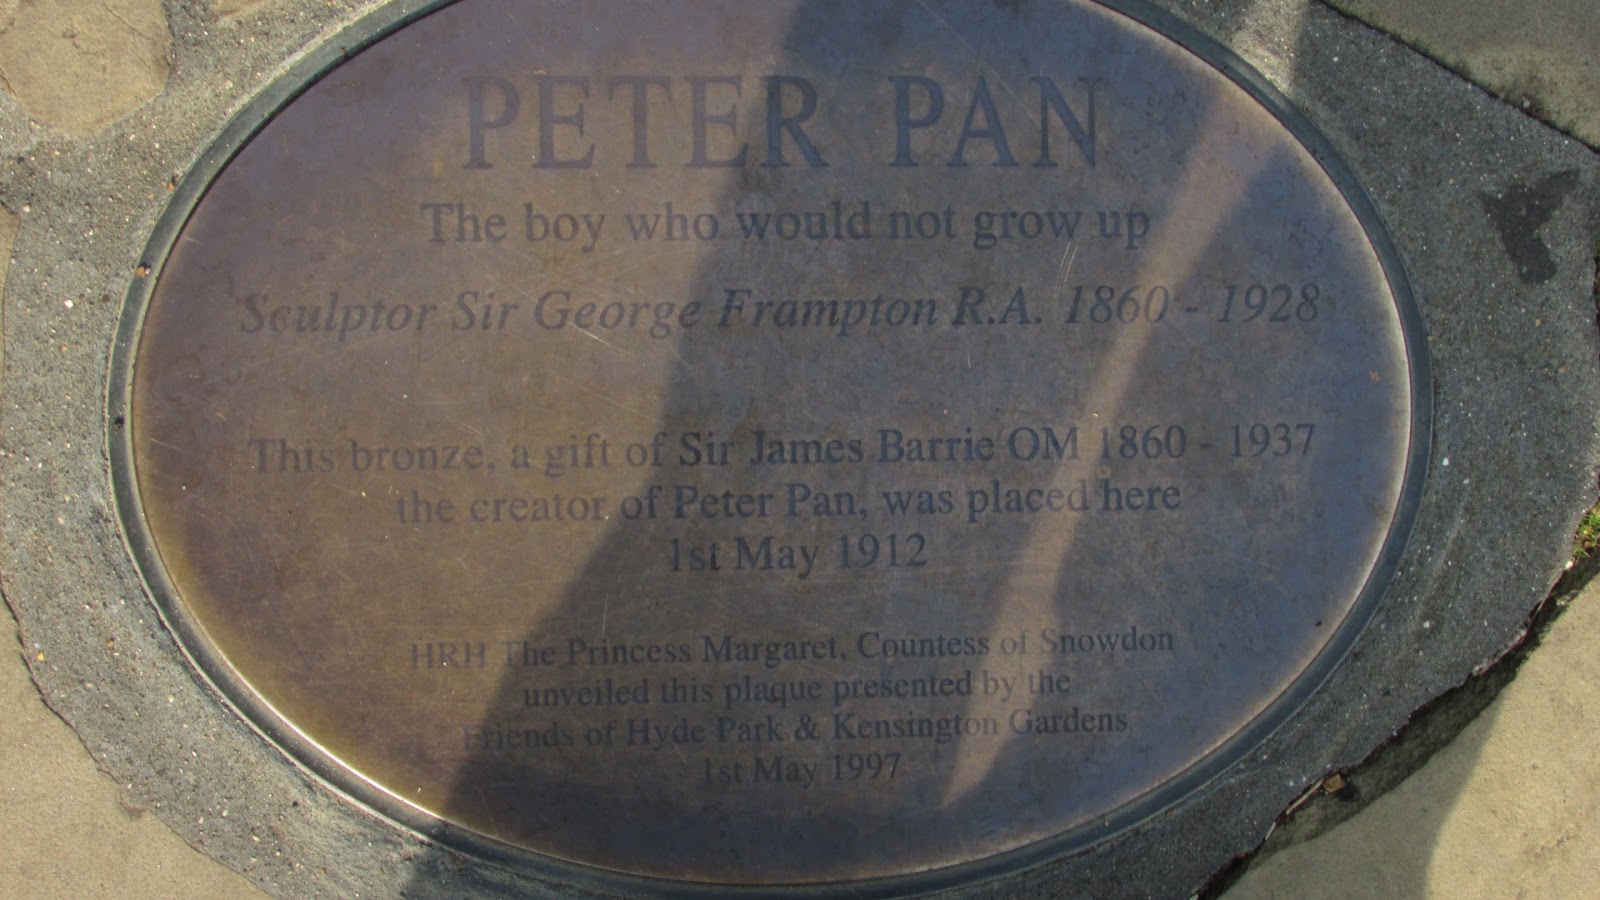 PETER PAN
The boy who would not grow up
Sculptor Sir George Frampton R.A. 1860 - 1928
This bronze, a gift of Sir James Barrie OM 1860 - 1937
the creator of Peter Pan, was placed here
1st May 1912
HRH The Princess Margaret, Countess of Snowdon
unveiled this plaque presented by the
Friends of Hyde Park & Kensington Gardens
1st May 1997